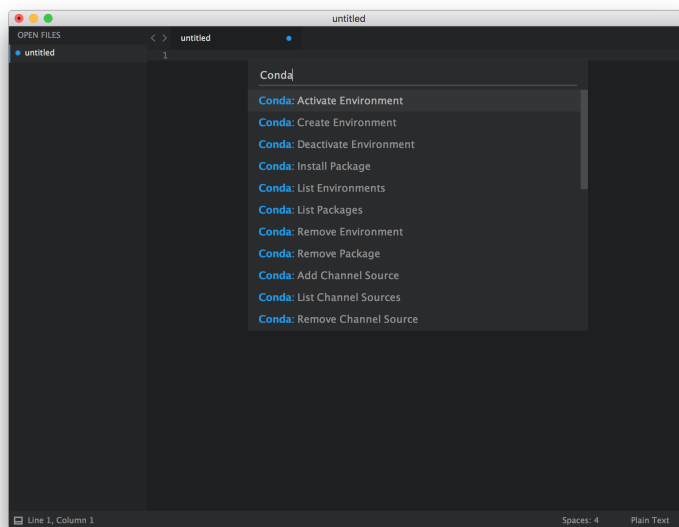 untitled
OPEN FILES
untitled
untitled
1
Conda
Conda: Activate Environment
Conda: Create Environment
Conda: Deactivate Environment
Conda: Install Package
Conda: List Environments
Conda: List Packages
Conda: Remove Environment
Conda: Remove Package
Conda: Add Channel Source
Conda: List Channel Sources
Conda: Remove Channel Source
Line 1, Column 1
Spaces: 4
Plain Text